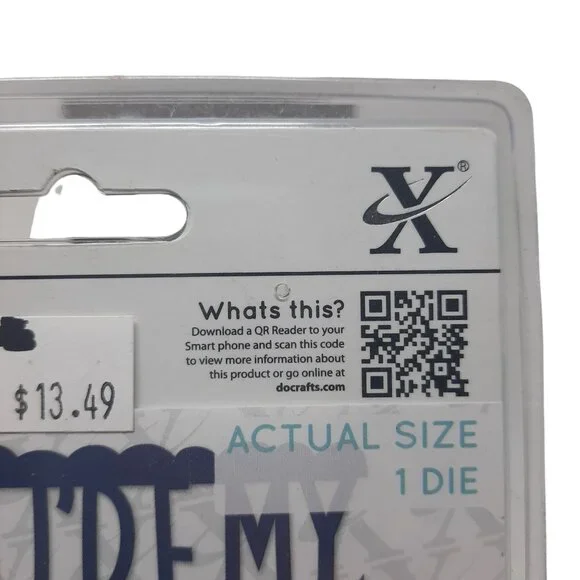 X®
Whats this?
Download a QR Reader to your
Smart phone and scan this code
to view more information about
this product or go online at
docrafts.com
$13.49
ACTUAL SIZE
1 DIE
MY